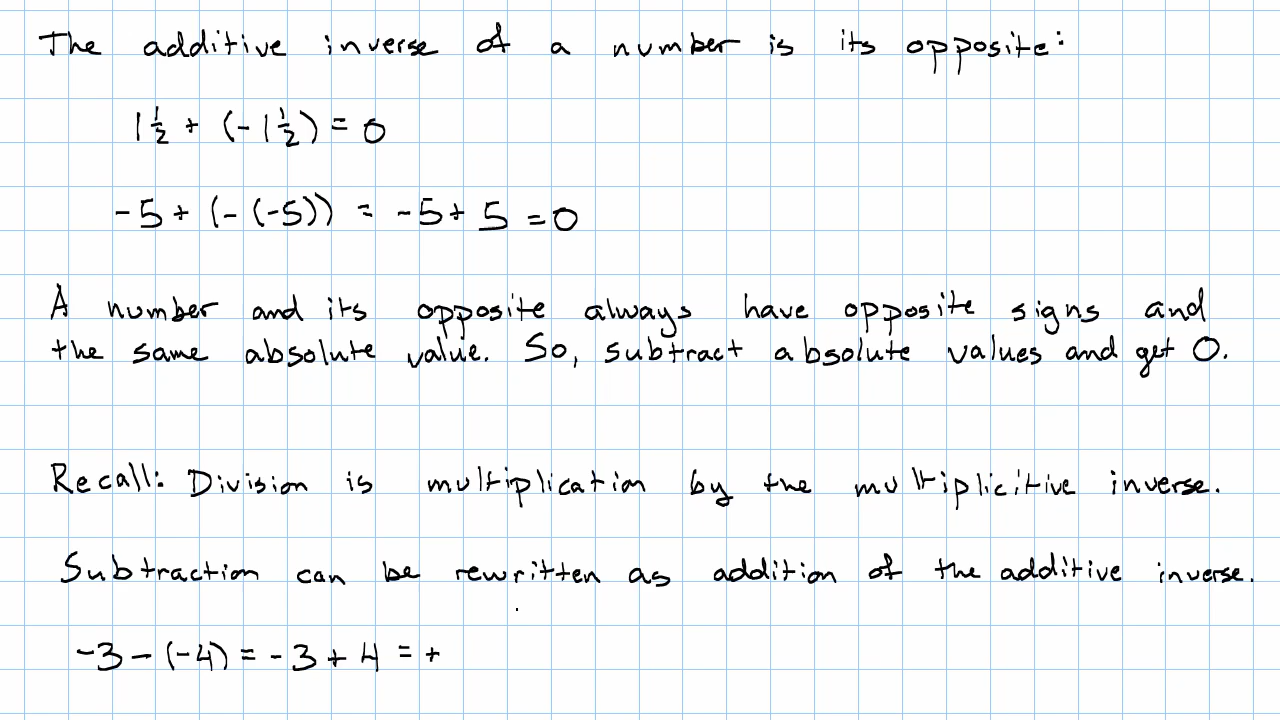 The additive inverse of a number is its opposite:
1½ + (-1½) = 0
-5 + (-(-5)) = -5 + 5 = 0
A number and its opposite always have opposite signs and
the same absolute value. So, subtract absolute values and get 0.
Recall: Division is multiplication by the multiplicitive inverse.
Subtraction can be rewritten as addition of the additive inverse.
-3 - (-4) = -3 + 4 = +